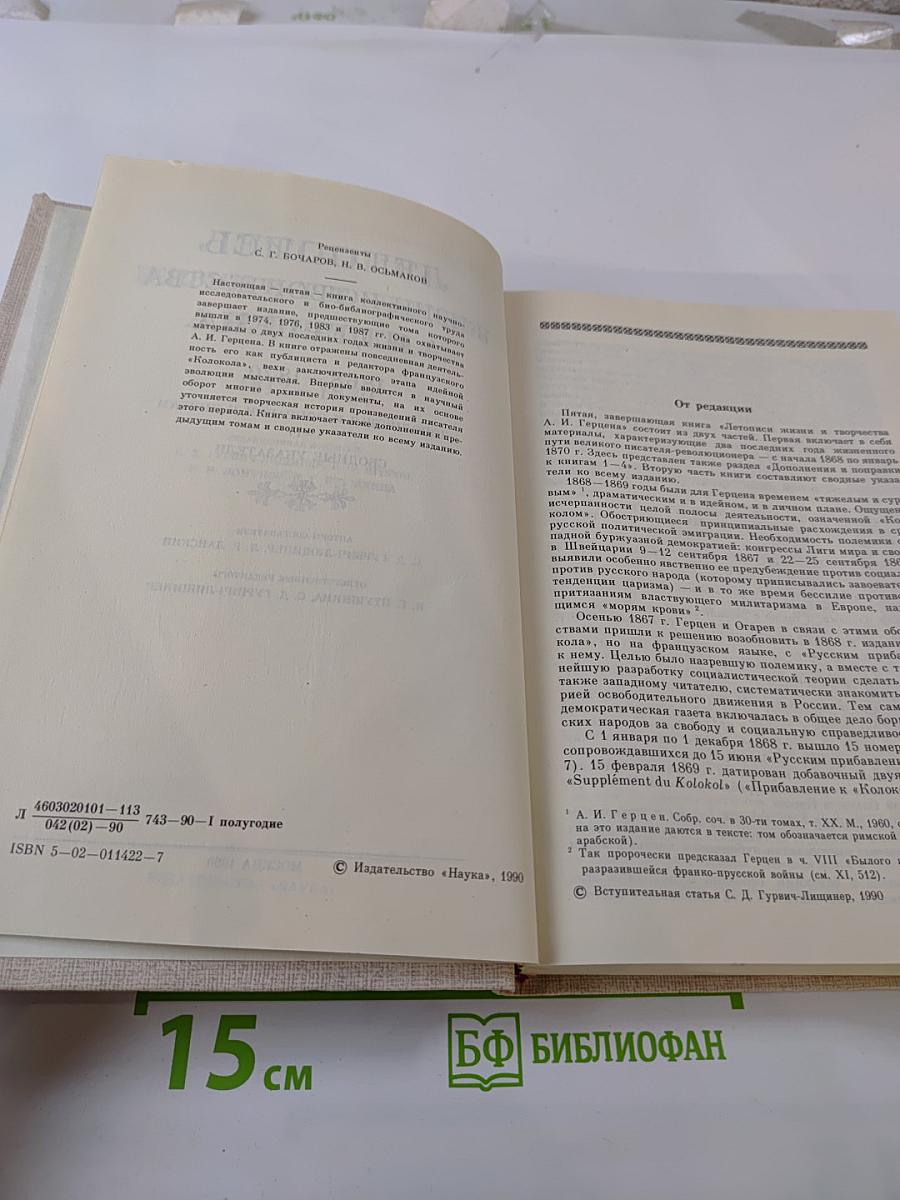 Рецензенты
С. Г. БОЧАРОВ, Н. В. ОСЬМАКОВ
Настоящая — пятая — книга коллективного научно-
исследовательского и био-библиографического труда
завершает издание, предшествующие тома которого
вышли в 1974, 1976, 1983 и 1987 гг. Она охватывает
материалы о двух последних годах жизни и творчества
А. И. Герцена. В книге отражены повседневная деятель-
ность его как публициста и редактора французского
«Колокола», вехи заключительного этапа идейной
эволюции мыслителя. Впервые вводятся в научный
оборот многие архивные документы, на их основе
уточняется творческая история произведений писателя
этого периода. Книга включает также дополнения к пре-
дыдущим томам и сводные указатели ко всему изданию.
Л 4603020101—113
042(02)—90
743—90—I полугодие
ISBN 5—02—011422—7
© Издательство «Наука», 1990
От редакции
Пятая, завершающая книга «Летописи жизни и творчества
А. И. Герцена» состоит из двух частей. Первая включает в себя
материалы, характеризующие два последних года жизненного
пути великого писателя-революционера — с начала 1868 по январь
1870 г. Здесь представлен также раздел «Дополнения и поправки
к книгам 1—4». Вторую часть книги составляют сводные указа
тели ко всему изданию.
1868—1869 годы были для Герцена временем «тяжелым и сур
вым» 1, драматическим и в идейном, и в личном плане. Ощущен
исчерпанности целой полосы деятельности, означенной «Ко
колом». Обостряющиеся принципиальные расхождения в ср
русской политической эмиграции. Необходимость полемики с
падной буржуазной демократией: конгрессы Лиги мира и сво
в Швейцарии 9—12 сентября 1867 и 22—25 сентября 186
выявили особенно явственно ее предубеждение против социал
против русского народа (которому приписывались завоевате
тенденции царизма) — и в то же время бессилие противо
притязаниям властвующего милитаризма в Европе, на
щимся «морям крови» 2.
Осенью 1867 г. Герцен и Огарев в связи с этими обс
ствами пришли к решению возобновить в 1868 г. издани
кола», но на французском языке, с «Русским приба
к нему. Целью было назревшую полемику, а вместе с т
нейшую разработку социалистической теории сделать
также западному читателю, систематически знакомить
рией освободительного движения в России. Тем сам
демократическая газета включалась в общее дело бор
ских народов за свободу и социальную справедливос
С 1 января по 1 декабря 1868 г. вышло 15 номер
сопровождавшихся до 15 июня «Русским прибавлени
7). 15 февраля 1869 г. датирован добавочный двуя
«Supplément du Kolokol» («Прибавление к «Колок
1 А. И. Герцен. Собр. соч. в 30-ти томах, т. XX. М., 1960,
на это издание даются в тексте: том обозначается римской
арабской).
2 Так пророчески предсказал Герцен в ч. VIII «Былого
разразившейся франко-прусской войны (см. XI, 512).
© Вступительная статья С. Д. Гурвич-Лищинер, 1990
15 см
БФ БИБЛИОФАН